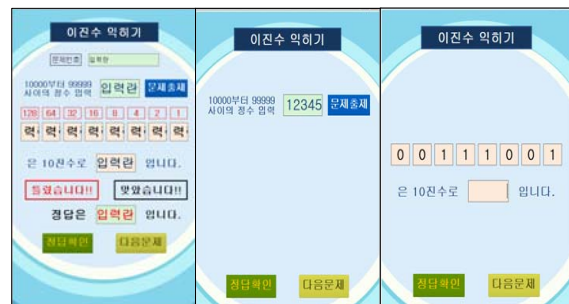 이진수 익히기
문제번호 입력란
10000부터 99999
사이의 정수 입력 입력란 문제출제
128 64 32 16 8 4 2 1
력 력 력 력 력 력 력 력
은 10진수로 입력란 입니다.
틀렸습니다!! 맞았습니다!!
정답은 입력란 입니다.
정답확인 다음문제
이진수 익히기
10000부터 99999
사이의 정수 입력 12345 문제출제
정답확인 다음문제
이진수 익히기
0 0 1 1 1 0 0 1
은 10진수로 입니다.
정답확인 다음문제